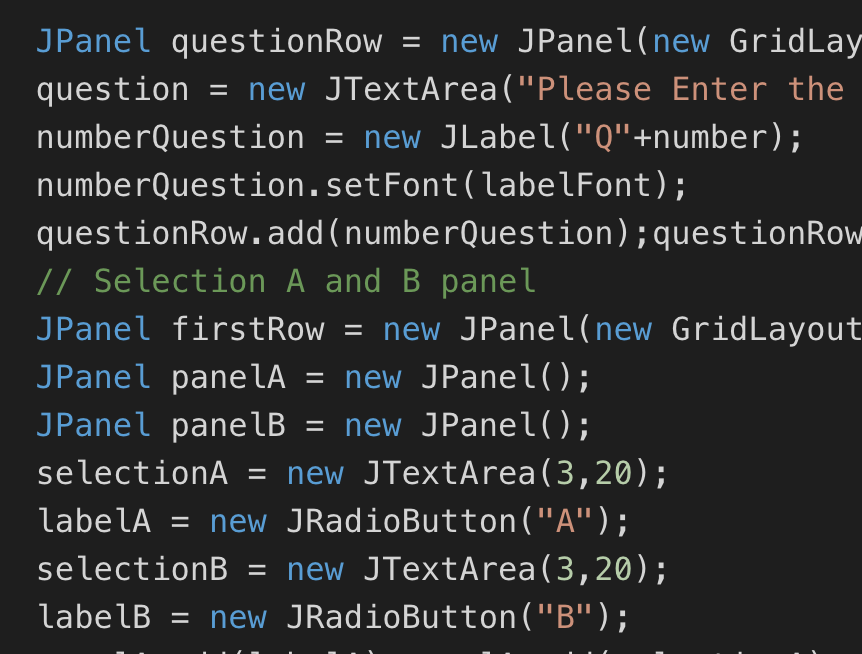 JPanel questionRow = new JPanel(new GridLay
question = new JTextArea("Please Enter the
numberQuestion = new JLabel("Q"+number);
numberQuestion.setFont(labelFont);
questionRow.add(numberQuestion);questionRow
// Selection A and B panel
JPanel firstRow = new JPanel(new GridLayout
JPanel panelA = new JPanel();
JPanel panelB = new JPanel();
selectionA = new JTextArea(3,20);
labelA = new JRadioButton("A");
selectionB = new JTextArea(3,20);
labelB = new JRadioButton("B");